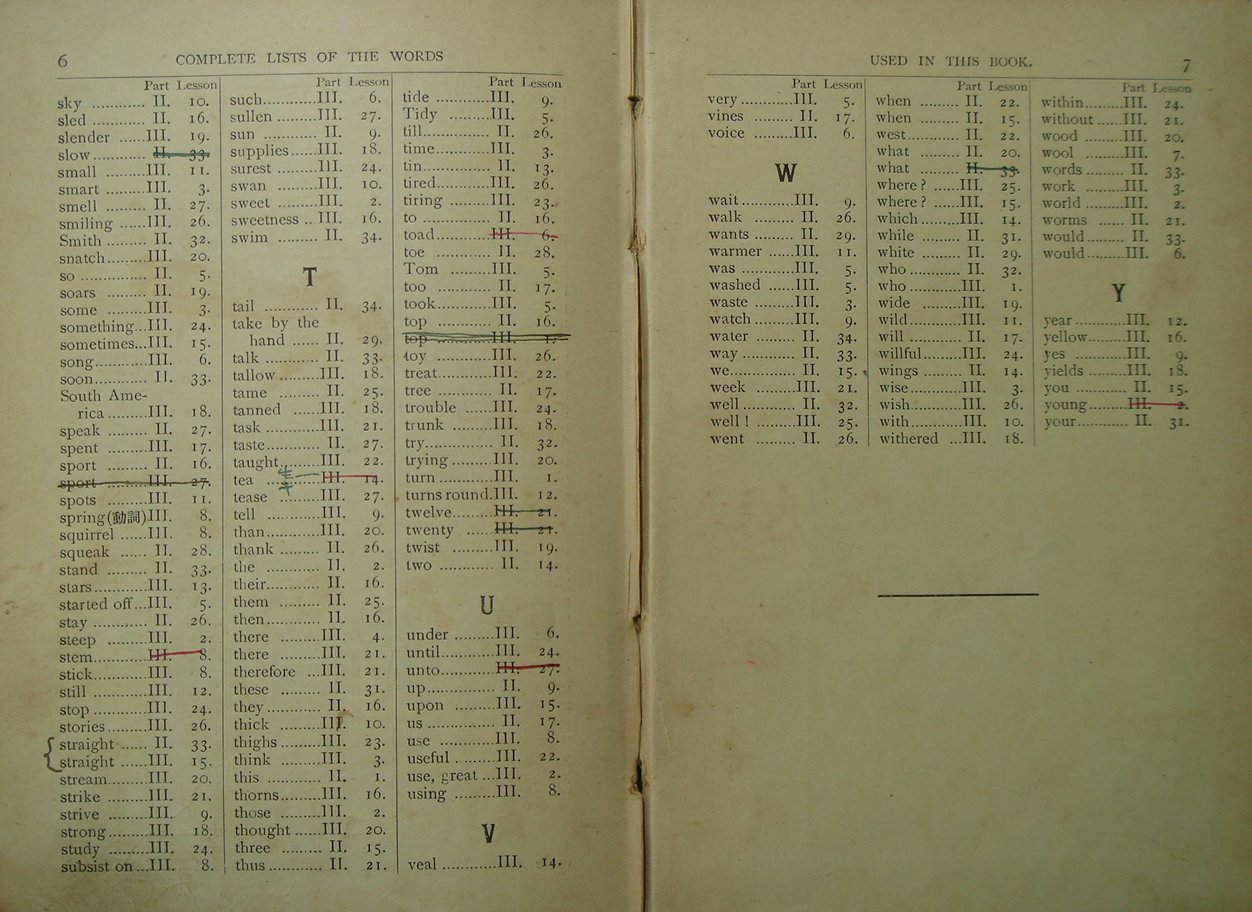 6
COMPLETE LISTS OF THE WORDS
Part Lesson
sky ............ II. 10.
sled ............ II. 16.
slender ......III. 19.
slow............ II. 33.
small .........III. 11.
smart .........III. 3.
smell ......... II. 27.
smiling ......III. 26.
Smith ......... II. 32.
snatch.........III. 20.
so ............... II. 5.
soars ......... II. 19.
some .........III. 3.
something...III. 24.
sometimes...III. 15.
song............III. 6.
soon............ II. 33.
South Ame-
rica.........III. 18.
speak ......... II. 27.
spent .........III. 17.
sport ......... II. 16.
sport .........III. 27.
spots .........III. 11.
spring(動詞)III. 8.
squirrel ......III. 8.
squeak ...... II. 28.
stand ......... II. 33.
stars............III. 13.
started off...III. 5.
stay ............ II. 26.
steep .........III. 2.
stem............III. 8.
stick............III. 8.
still ............III. 12.
stop ............III. 24.
stories.........III. 26.
straight ...... II. 33.
straight ......III. 15.
stream.........III. 20.
strike .........III. 21.
strive .........III. 9.
strong.........III. 18.
study .........III. 24.
subsist on...III. 8.
Part Lesson
such............III. 6.
sullen .........III. 27.
sun ............ II. 9.
supplies......III. 18.
surest .........III. 24.
swan .........III. 10.
sweet .........III. 2.
sweetness ...III. 16.
swim ......... II. 34.
T
tail ............ II. 34.
take by the
hand ...... II. 29.
talk ............ II. 33.
tallow.........III. 18.
tame ......... II. 25.
tanned ......III. 18.
task ............III. 21.
taste............ II. 27.
taught.........III. 22.
tea ............III. 14.
tease .........III. 27.
tell ............III. 9.
than............III. 20.
thank ......... II. 26.
the ............ II. 2.
their............ II. 16.
them ......... II. 25.
then............ II. 16.
there .........III. 4.
there .........III. 21.
therefore ...III. 21.
these ......... II. 31.
they............ II. 16.
thick .........III. 10.
thighs.........III. 23.
think .........III. 3.
this ............ II. 1.
thorns.........III. 16.
those .........III. 2.
thought ......III. 20.
three ......... II. 15.
thus ............ II. 21.
Part Lesson
tide ............III. 9.
Tidy .........III. 5.
till............... II. 26.
time............III. 3.
tin............... II. 13.
tired............III. 26.
tiring .........III. 23.
to ............... II. 16.
toad............III. 6.
toe ............ II. 28.
Tom .........III. 5.
too ............ II. 17.
took............III. 5.
top ............ II. 16.
top ............III. 17.
toy ............III. 26.
treat............III. 22.
tree ............ II. 17.
trouble ......III. 24.
trunk .........III. 18.
try............... II. 32.
trying.........III. 20.
turn ............III. 1.
turns round.III. 12.
twelve.........III. 21.
twenty ......III. 21.
twist .........III. 19.
two ............ II. 14.
U
under .........III. 6.
until............III. 24.
unto............III. 27.
up............... II. 9.
upon .........III. 15.
us ............... II. 17.
use ............III. 8.
useful.........III. 22.
use, great ...III. 2.
using .........III. 8.
V
veal ............III. 14.
USED IN THIS BOOK.
7
Part Lesson
very............III. 5.
vines ......... II. 17.
voice .........III. 6.
W
wait............III. 9.
walk ......... II. 26.
wants ......... II. 29.
warmer ......III. 11.
was ............III. 5.
washed ......III. 5.
waste .........III. 3.
watch.........III. 9.
water ......... II. 34.
way ............ II. 33.
we............... II. 15.
week .........III. 21.
well ............ II. 32.
well ! .........III. 25.
went ......... II. 26.
Part Lesson
when ......... II. 22.
when ......... II. 15.
west............ II. 22.
what ......... II. 20.
what ......... II. 33.
where ? ......III. 25.
where ? ......III. 15.
which.........III. 14.
while ......... II. 31.
white ......... II. 29.
who ............ II. 32.
who ............III. 1.
wide .........III. 19.
wild............III. 11.
will ............ II. 17.
willful.........III. 24.
wings ......... II. 14.
wise............III. 3.
wish............III. 26.
with............III. 10.
withered ...III. 18.
Part Lesson
within.........III. 24.
without ......III. 21.
wood .........III. 20.
wool .........III. 7.
words ......... II. 33.
work .........III. 3.
world .........III. 2.
worms ...... II. 21.
would......... II. 33.
would.........III. 6.
Y
year............III. 12.
yellow.........III. 16.
yes ............III. 9.
yields .........III. 18.
you ............ II. 15.
young.........III. 2.
your............ II. 31.